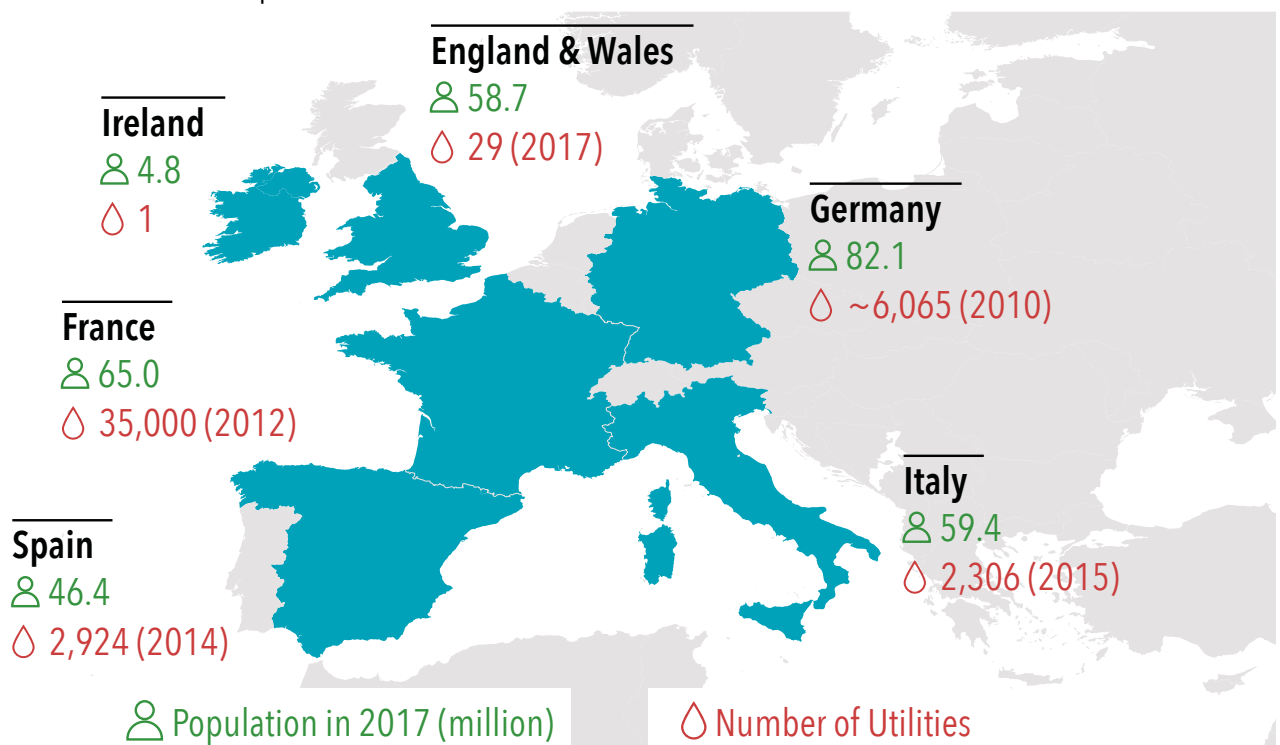 England & Wales
58.7
29 (2017)
Ireland
4.8
1
Germany
82.1
~6,065 (2010)
France
65.0
35,000 (2012)
Italy
59.4
2,306 (2015)
Spain
46.4
2,924 (2014)
Population in 2017 (million)
Number of Utilities